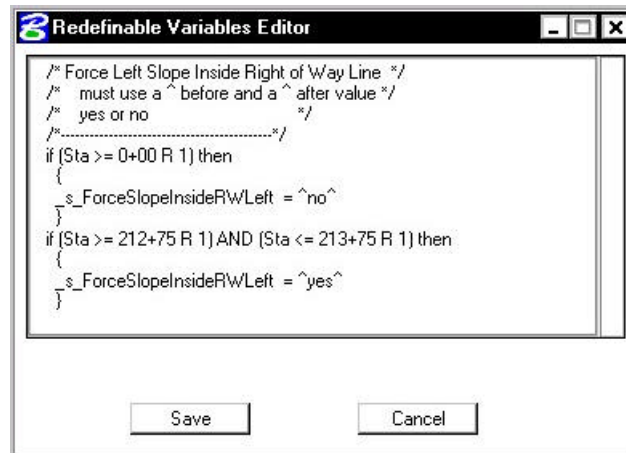 Redefinable Variables Editor
/* Force Left Slope Inside Right of Way Line */
/* must use a ^ before and a ^ after value */
/* yes or no */
/*------------------------------------------*/
if (Sta >= 0+00 R 1) then
{
_s_ForceSlopeInsideRWLeft = ^no^
}
if (Sta >= 212+75 R 1) AND (Sta <= 213+75 R 1) then
{
_s_ForceSlopeInsideRWLeft = ^yes^
}
Save Cancel